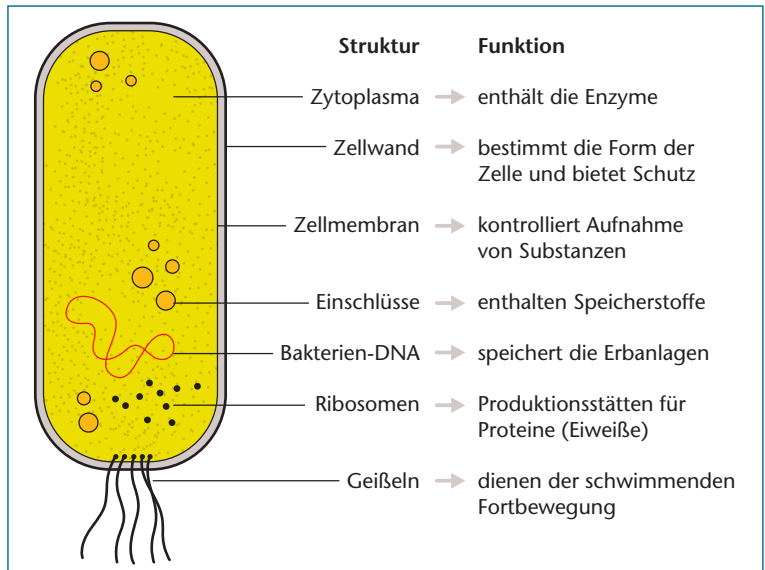 Struktur Funktion
Zytoplasma → enthält die Enzyme
Zellwand → bestimmt die Form der
Zelle und bietet Schutz
Zellmembran → kontrolliert Aufnahme
von Substanzen
Einschlüsse → enthalten Speicherstoffe
Bakterien-DNA → speichert die Erbanlagen
Ribosomen → Produktionsstätten für
Proteine (Eiweiße)
Geißeln → dienen der schwimmenden
Fortbewegung